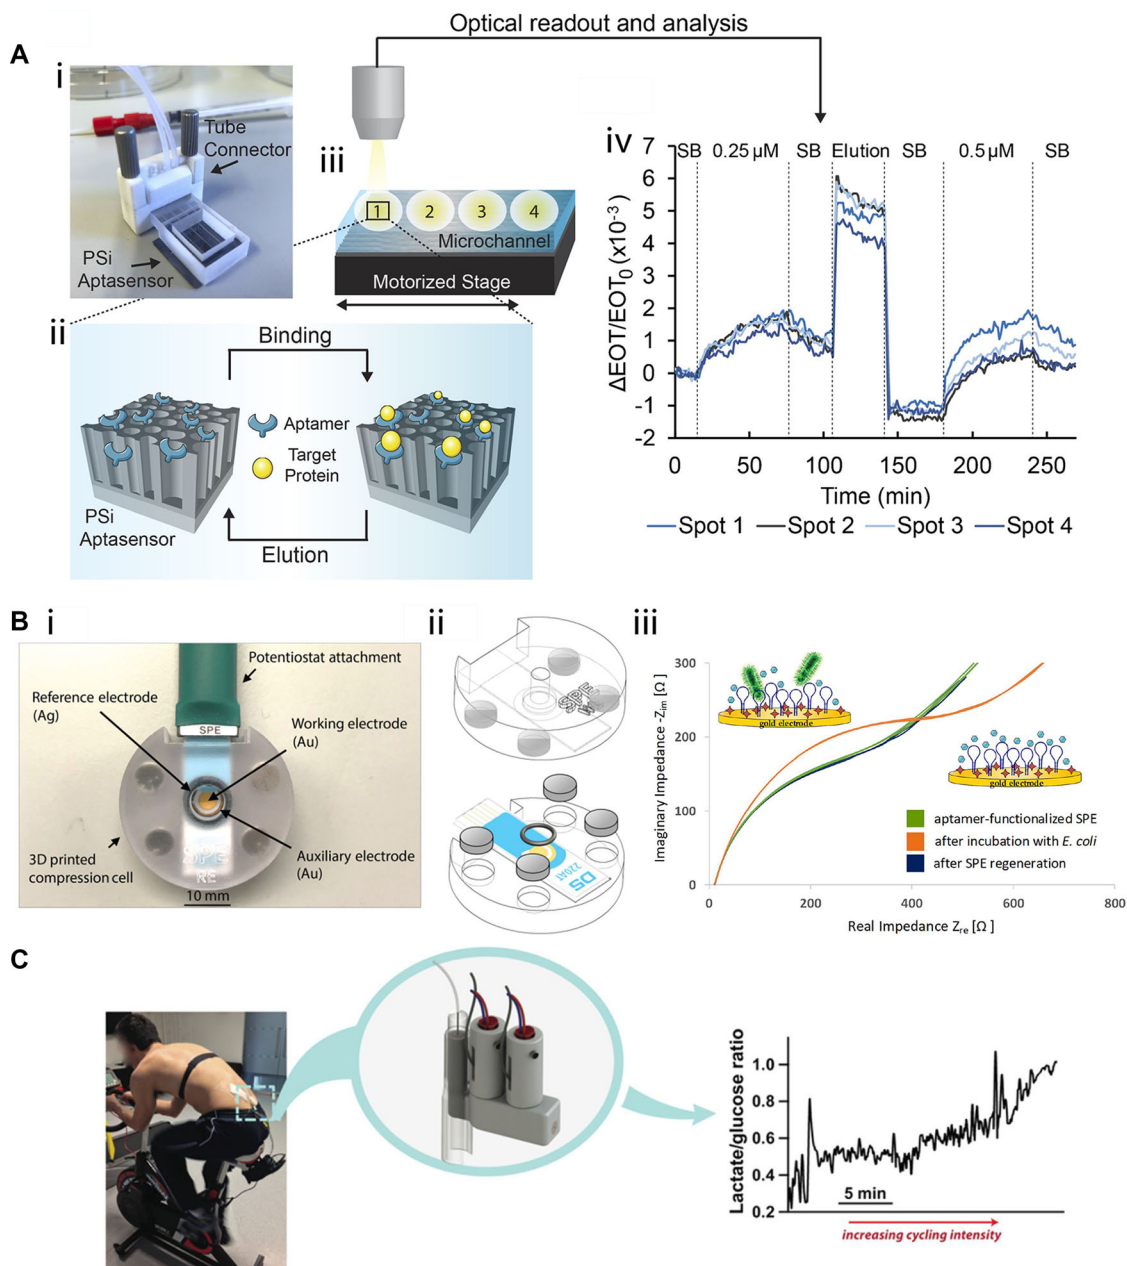 Optical readout and analysis
A
i
Tube
Connector
PSi
Aptasensor
iii
1 2 3 4
Microchannel
Motorized Stage
ii
Binding
Aptamer
Target
Protein
PSi
Aptasensor
Elution
iv
SB 0.25 µM SB Elution SB 0.5 µM SB
ΔEOT/EOT₀ (x10⁻³)
7
6
5
4
3
2
1
0
-1
-2
0 50 100 150 200 250
Time (min)
Spot 1 Spot 2 Spot 3 Spot 4
B
i
Potentiostat attachment
Reference electrode
(Ag)
SPE
Working electrode
(Au)
3D printed
compression cell
Auxiliary electrode
(Au)
SPE
RE
10 mm
ii
SPE
DS
220AT
iii
Imaginary Impedance -Zim [Ω]
300
200
100
0
gold electrode
gold electrode
aptamer-functionalized SPE
after incubation with E. coli
after SPE regeneration
0 200 400 600 800
Real Impedance Zre [Ω ]
C
Lactate/glucose ratio
1.0
0.8
0.6
0.4
0.2
5 min
increasing cycling intensity